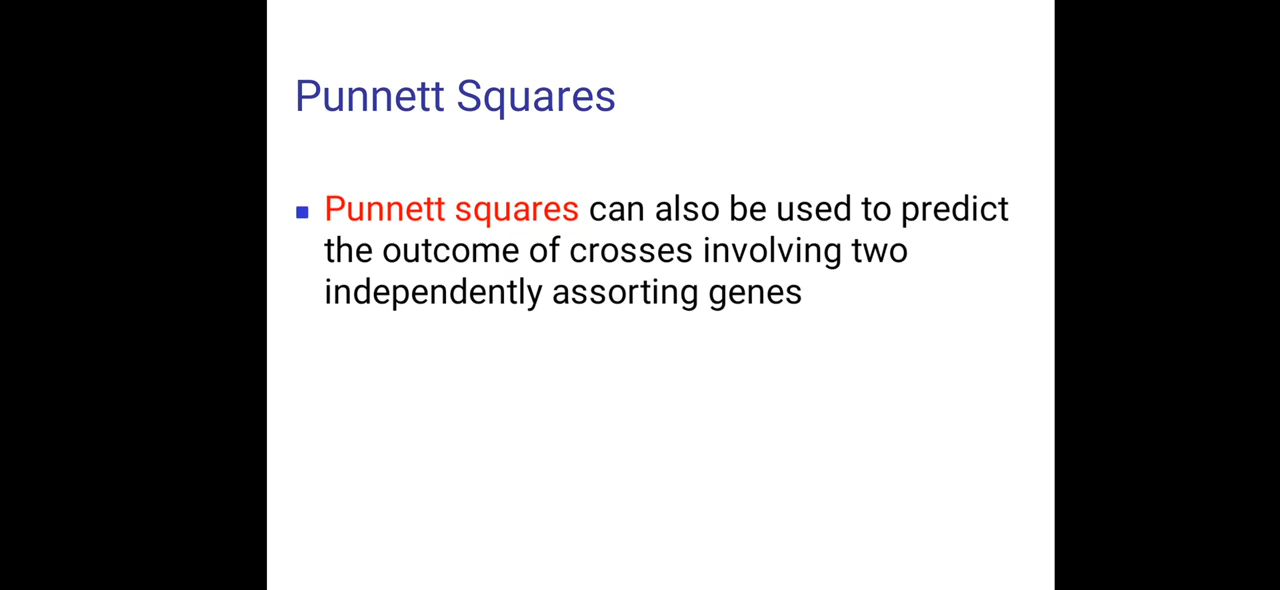 Punnett Squares
Punnett squares can also be used to predict
the outcome of crosses involving two
independently assorting genes